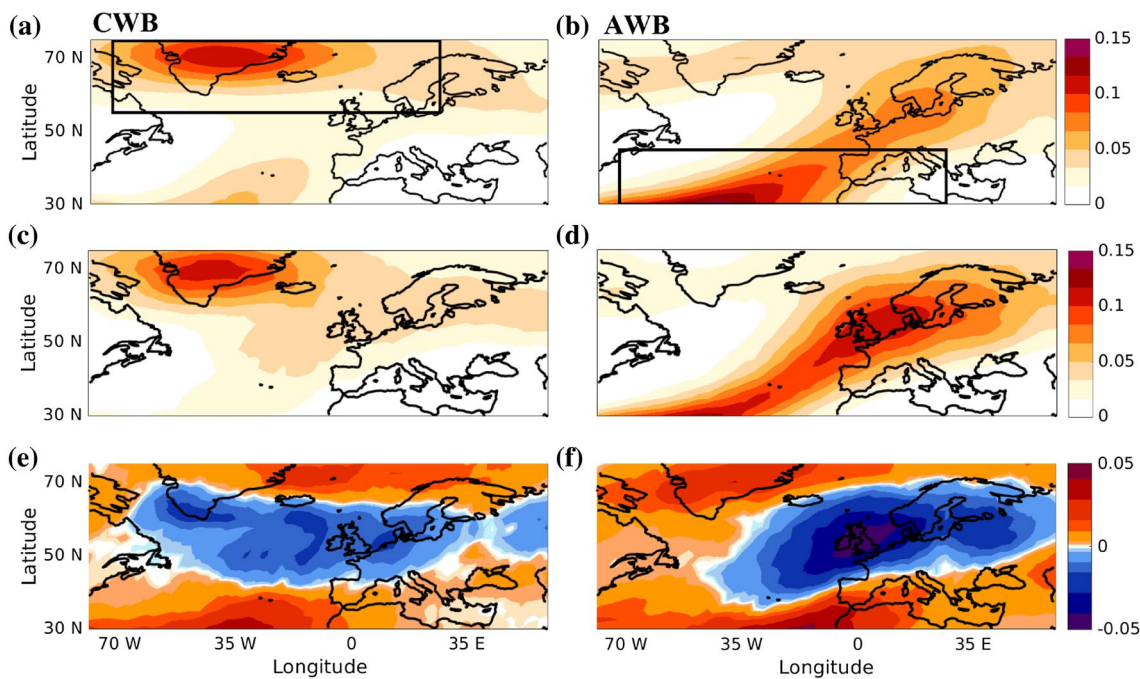 (a) CWB (b) AWB
70 N
50 N
30 N
Latitude
0.15
0.1
0.05
0
(c) (d)
70 N
50 N
30 N
Latitude
0.15
0.1
0.05
0
(e) (f)
70 N
50 N
30 N
Latitude
0.05
0
-0.05
70 W 35 W 0 35 E 70 W 35 W 0 35 E
Longitude Longitude